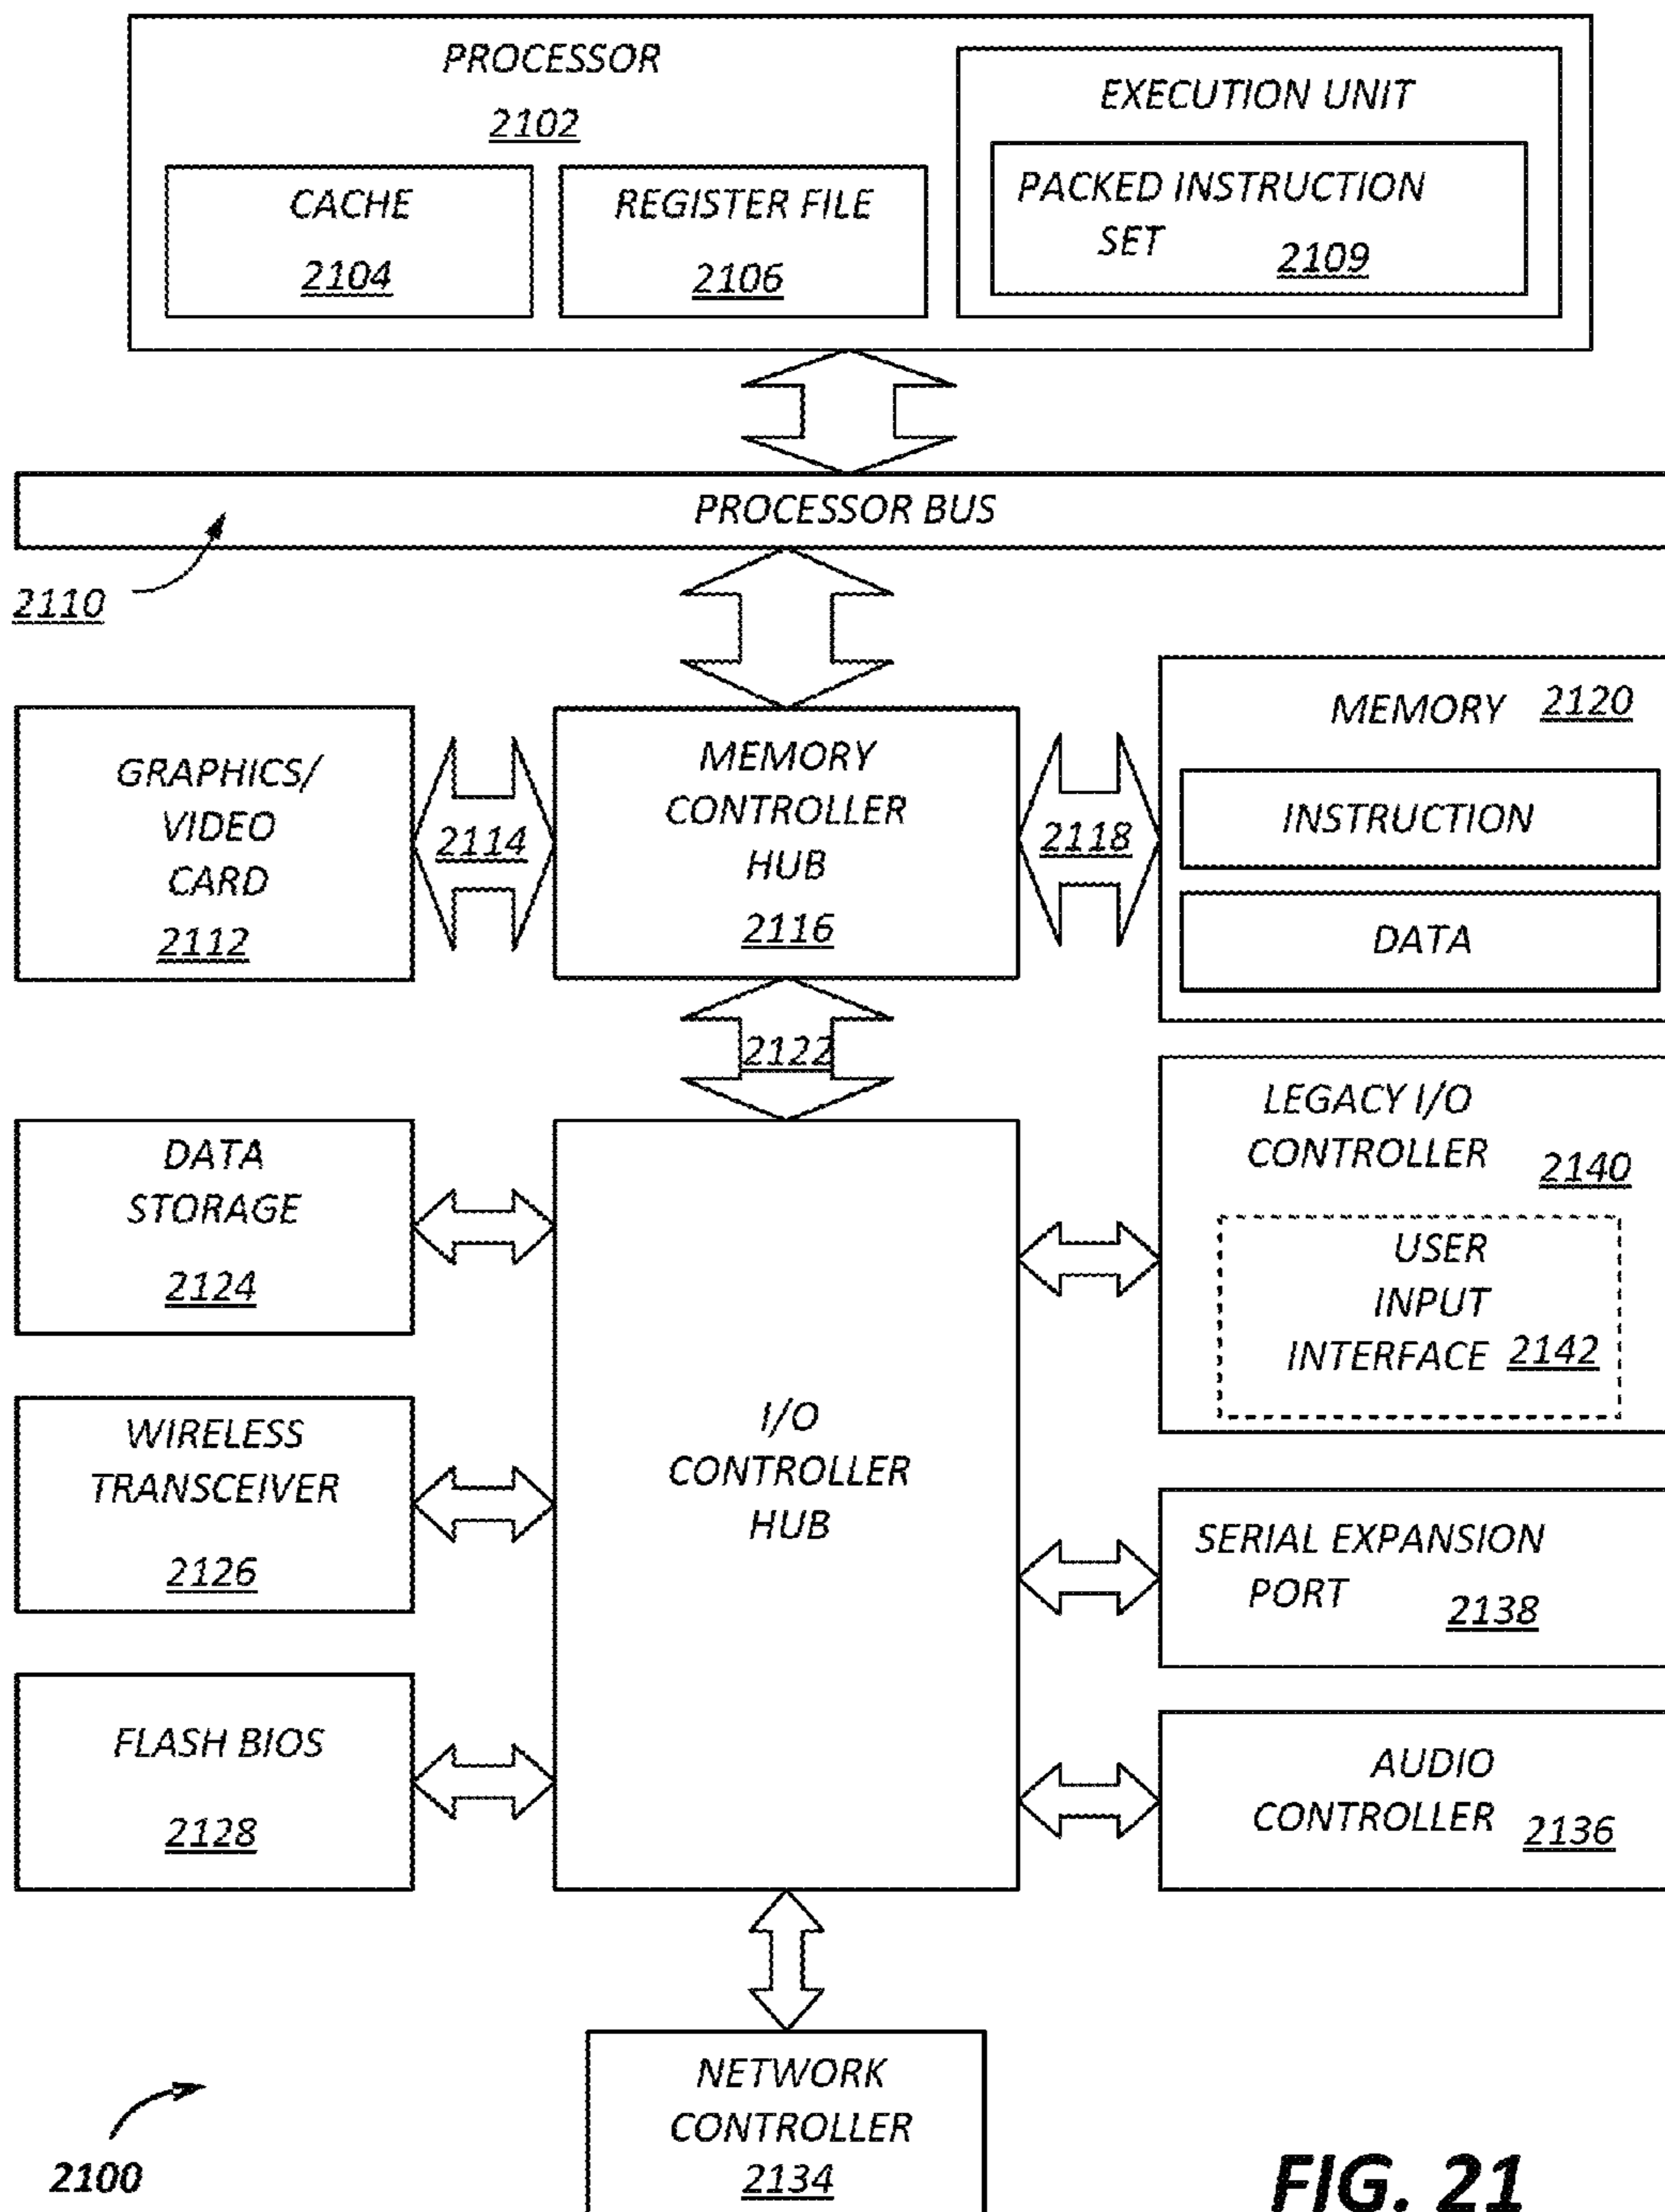 PROCESSOR
2102
CACHE
2104
REGISTER FILE
2106
EXECUTION UNIT
PACKED INSTRUCTION
SET 2109
PROCESSOR BUS
2110
GRAPHICS/
VIDEO
CARD
2112
2114
MEMORY
CONTROLLER
HUB
2116
2118
MEMORY 2120
INSTRUCTION
DATA
2122
DATA
STORAGE
2124
WIRELESS
TRANSCEIVER
2126
FLASH BIOS
2128
I/O
CONTROLLER
HUB
LEGACY I/O
CONTROLLER 2140
USER
INPUT
INTERFACE 2142
SERIAL EXPANSION
PORT 2138
AUDIO
CONTROLLER 2136
NETWORK
CONTROLLER
2134
2100
FIG. 21